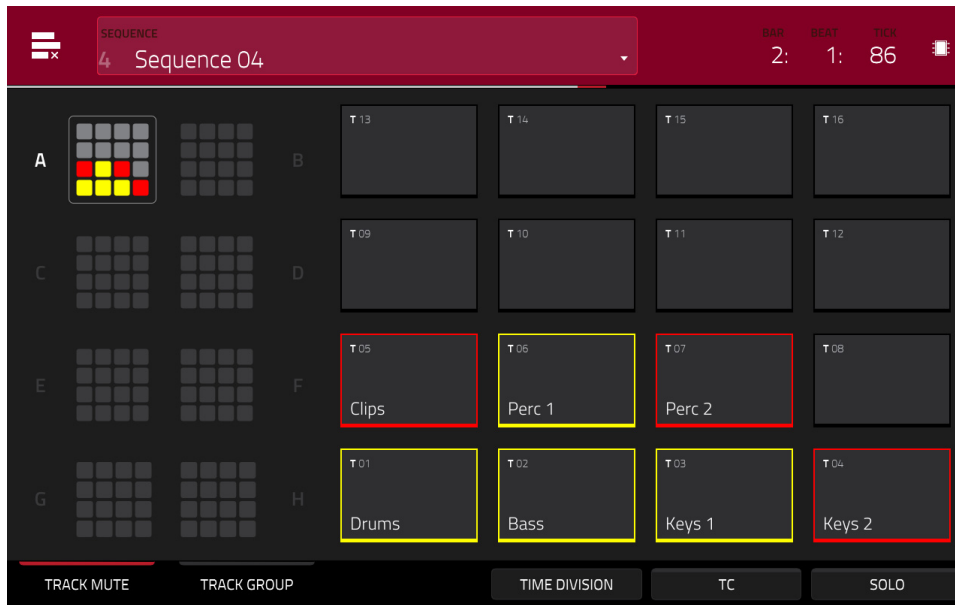 SEQUENCE
4 Sequence 04
BAR BEAT TICK
2: 1: 86
A
B
C
D
E
F
G
H
T 13
T 14
T 15
T 16
T 09
T 10
T 11
T 12
T 05
Clips
T 06
Perc 1
T 07
Perc 2
T 08
T 01
Drums
T 02
Bass
T 03
Keys 1
T 04
Keys 2
TRACK MUTE
TRACK GROUP
TIME DIVISION
TC
SOLO